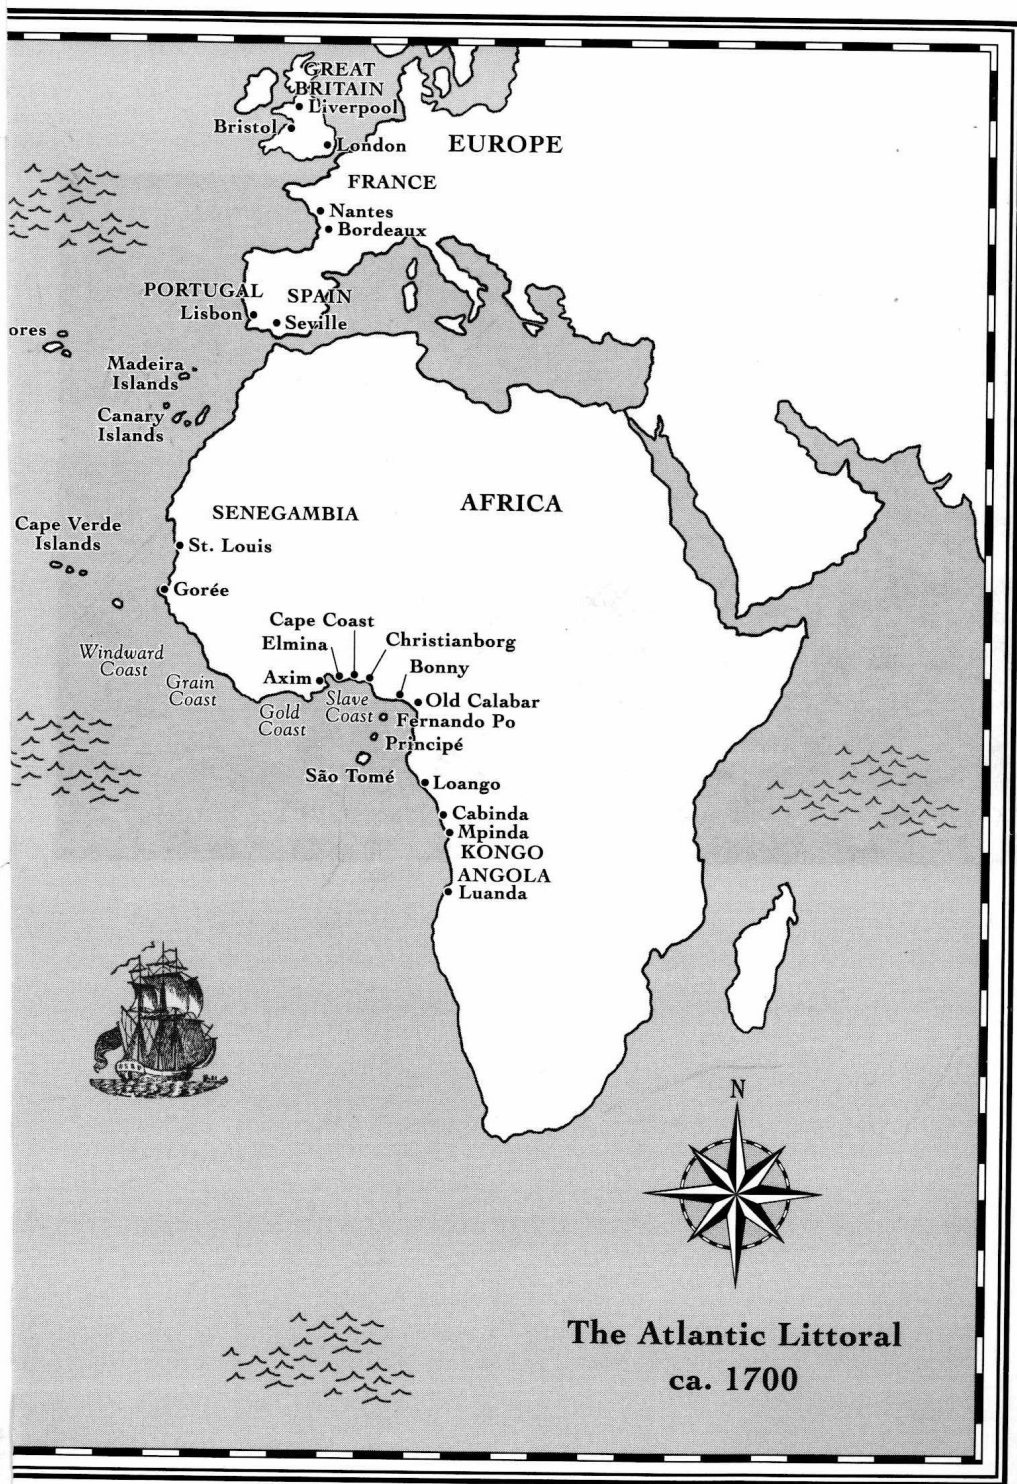 GREAT
BRITAIN
Liverpool
Bristol
London
EUROPE
FRANCE
Nantes
Bordeaux
PORTUGAL
SPAIN
Lisbon
Seville
ores
Madeira
Islands
Canary
Islands
SENEGAMBIA
AFRICA
Cape Verde
Islands
St. Louis
Gorée
Cape Coast
Elmina
Christianborg
Windward
Coast
Bonny
Axim
Grain
Coast
Slave
Coast
Old Calabar
Gold
Coast
Fernando Po
Principé
São Tomé
Loango
Cabinda
Mpinda
KONGO
ANGOLA
Luanda
N
The Atlantic Littoral
ca. 1700